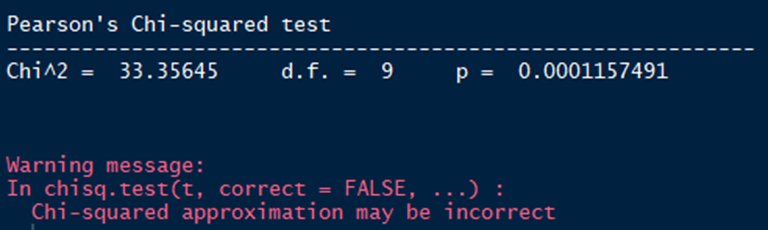 Pearson's Chi-squared test
------------------------------------------------------------
Chi^2 =  33.35645     d.f. =  9     p =  0.0001157491
Warning message:
In chisq.test(t, correct = FALSE, ...) :
  Chi-squared approximation may be incorrect